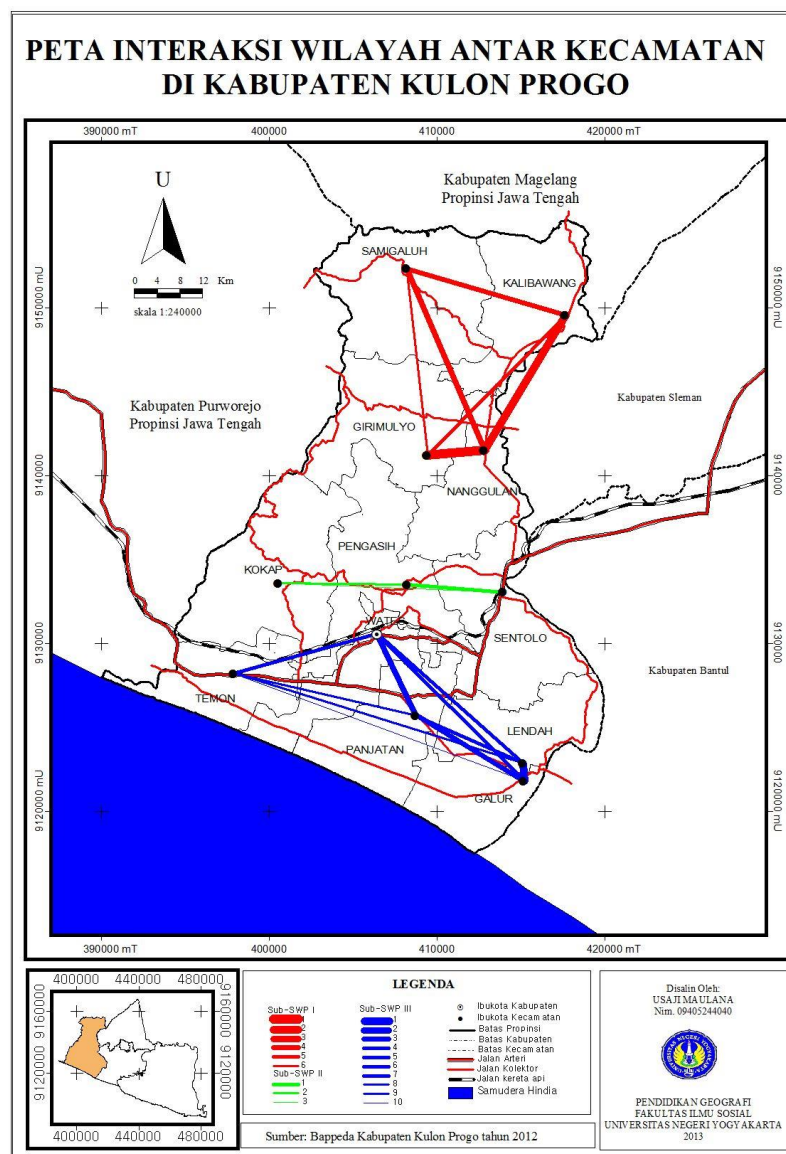 PETA INTERAKSI WILAYAH ANTAR KECAMATAN
DI KABUPATEN KULON PROGO
390000 mT 400000 410000 420000
U
Kabupaten Magelang
Propinsi Jawa Tengah
SAMIGALUH
KALIBAWANG
0 4 8 12 Km
skala 1:240000
9150000 mU
9150000 mU
Kabupaten Purworejo
Propinsi Jawa Tengah
Kabupaten Sleman
GIRIMULYO
9140000
9140000
NANGGULAN
PENGASIH
KOKAP
WATES
SENTOLO
9130000
9130000
Kabupaten Bantul
TEMON
LENDAH
PANJATAN
GALUR
9120000 mU
9120000 mU
390000 mT 400000 410000 420000
400000 440000 480000
9160000
9160000
9120000
9120000
400000 440000 480000
LEGENDA
Sub-SWP I
1
2
3
4
5
6
Sub-SWP II
1
2
3
Sub-SWP III
1
2
3
4
5
6
7
8
9
10
Ibukota Kabupaten
Ibukota Kecamatan
Batas Propinsi
Batas Kabupaten
Batas Kecamatan
Jalan Arteri
Jalan Kolektor
Jalan kereta api
Samudera Hindia
Sumber: Bappeda Kabupaten Kulon Progo tahun 2012
Disalin Oleh:
USAJI MAULANA
Nim. 09405244040
PENDIDIKAN GEOGRAFI
FAKULTAS ILMU SOSIAL
UNIVERSITAS NEGERI YOGYAKARTA
2013